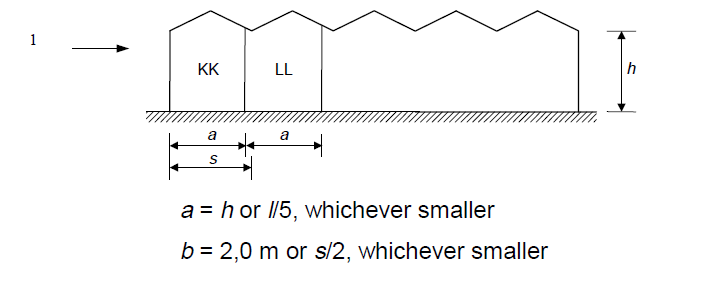 1
KK LL h
a a
s
a = h or l/5, whichever smaller
b = 2,0 m or s/2, whichever smaller